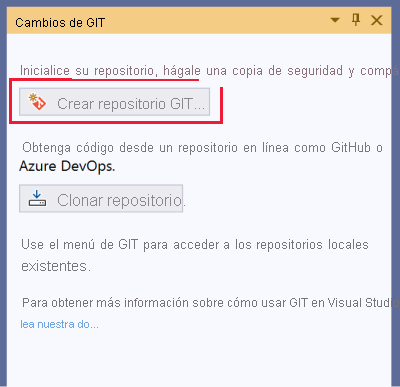 Cambios de GIT
Inicialice su repositorio, hágale una copia de seguridad y
Crear repositorio GIT...
Obtenga código desde un repositorio en línea como GitHub o
Azure DevOps.
Clonar repositorio.
Use el menú de GIT para acceder a los repositorios locales
existentes.
Para obtener más información sobre cómo usar GIT en Visual Studio
lea nuestra do...